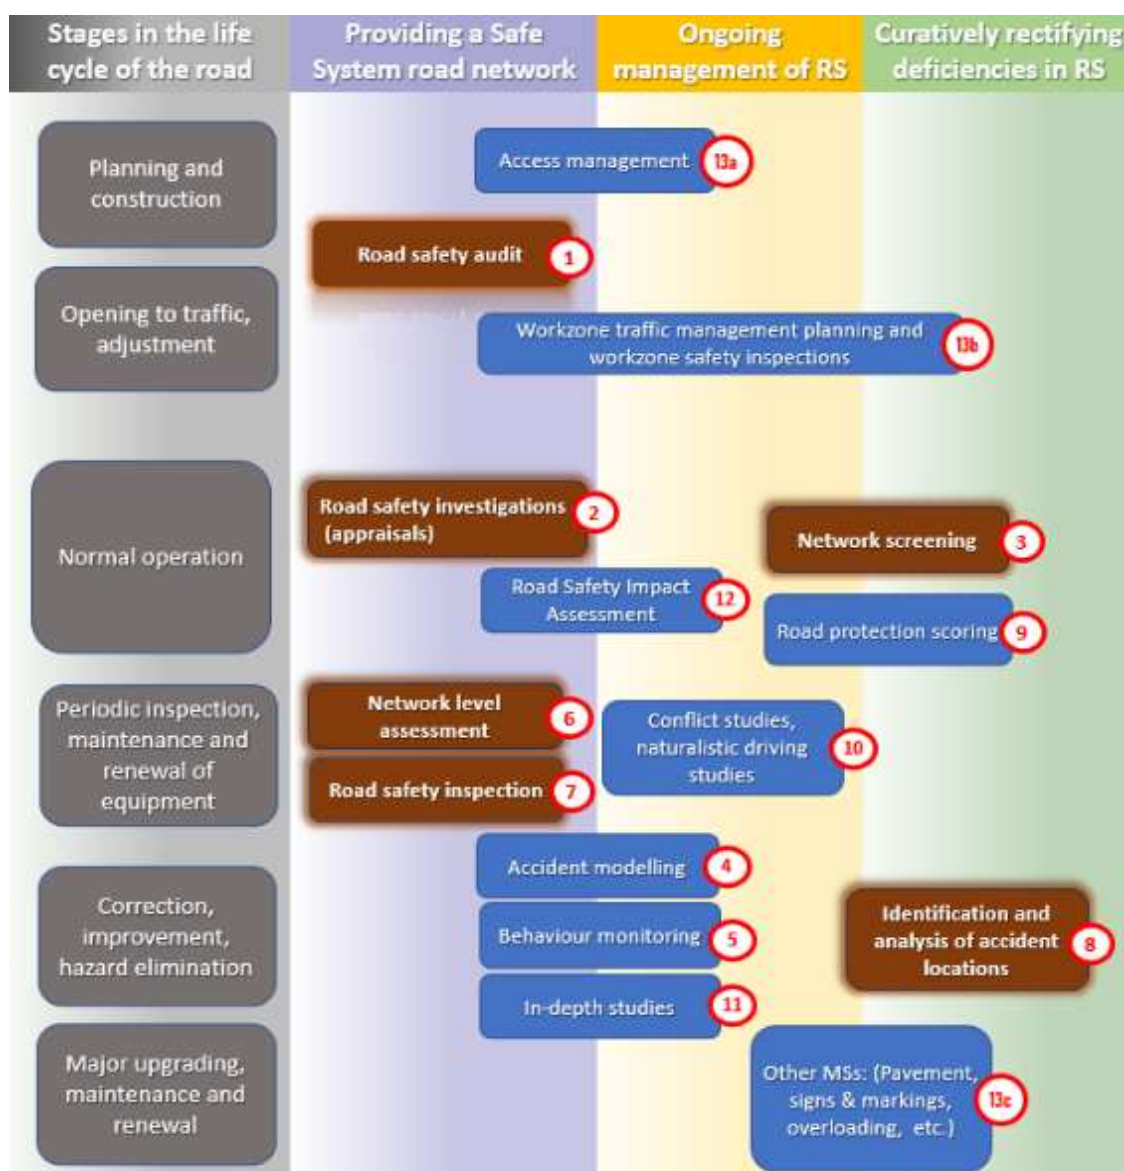 Stages in the life
cycle of the road
Providing a Safe
System road network
Ongoing
management of RS
Curatively rectifying
deficiencies in RS
Planning and
construction
Access management
13a
Road safety audit
1
Opening to traffic,
adjustment
Workzone traffic management planning and
workzone safety inspections
13b
Normal operation
Road safety investigations
(appraisals)
2
Network screening
3
Road Safety Impact
Assessment
12
Road protection scoring
9
Periodic inspection,
maintenance and
renewal of
equipment
Network level
assessment
6
Conflict studies,
naturalistic driving
studies
10
Road safety inspection
7
Accident modelling
4
Correction,
improvement,
hazard elimination
Behaviour monitoring
5
Identification and
analysis of accident
locations
8
In-depth studies
11
Major upgrading,
maintenance and
renewal
Other MSs: (Pavement,
signs & markings,
overloading, etc.)
13c